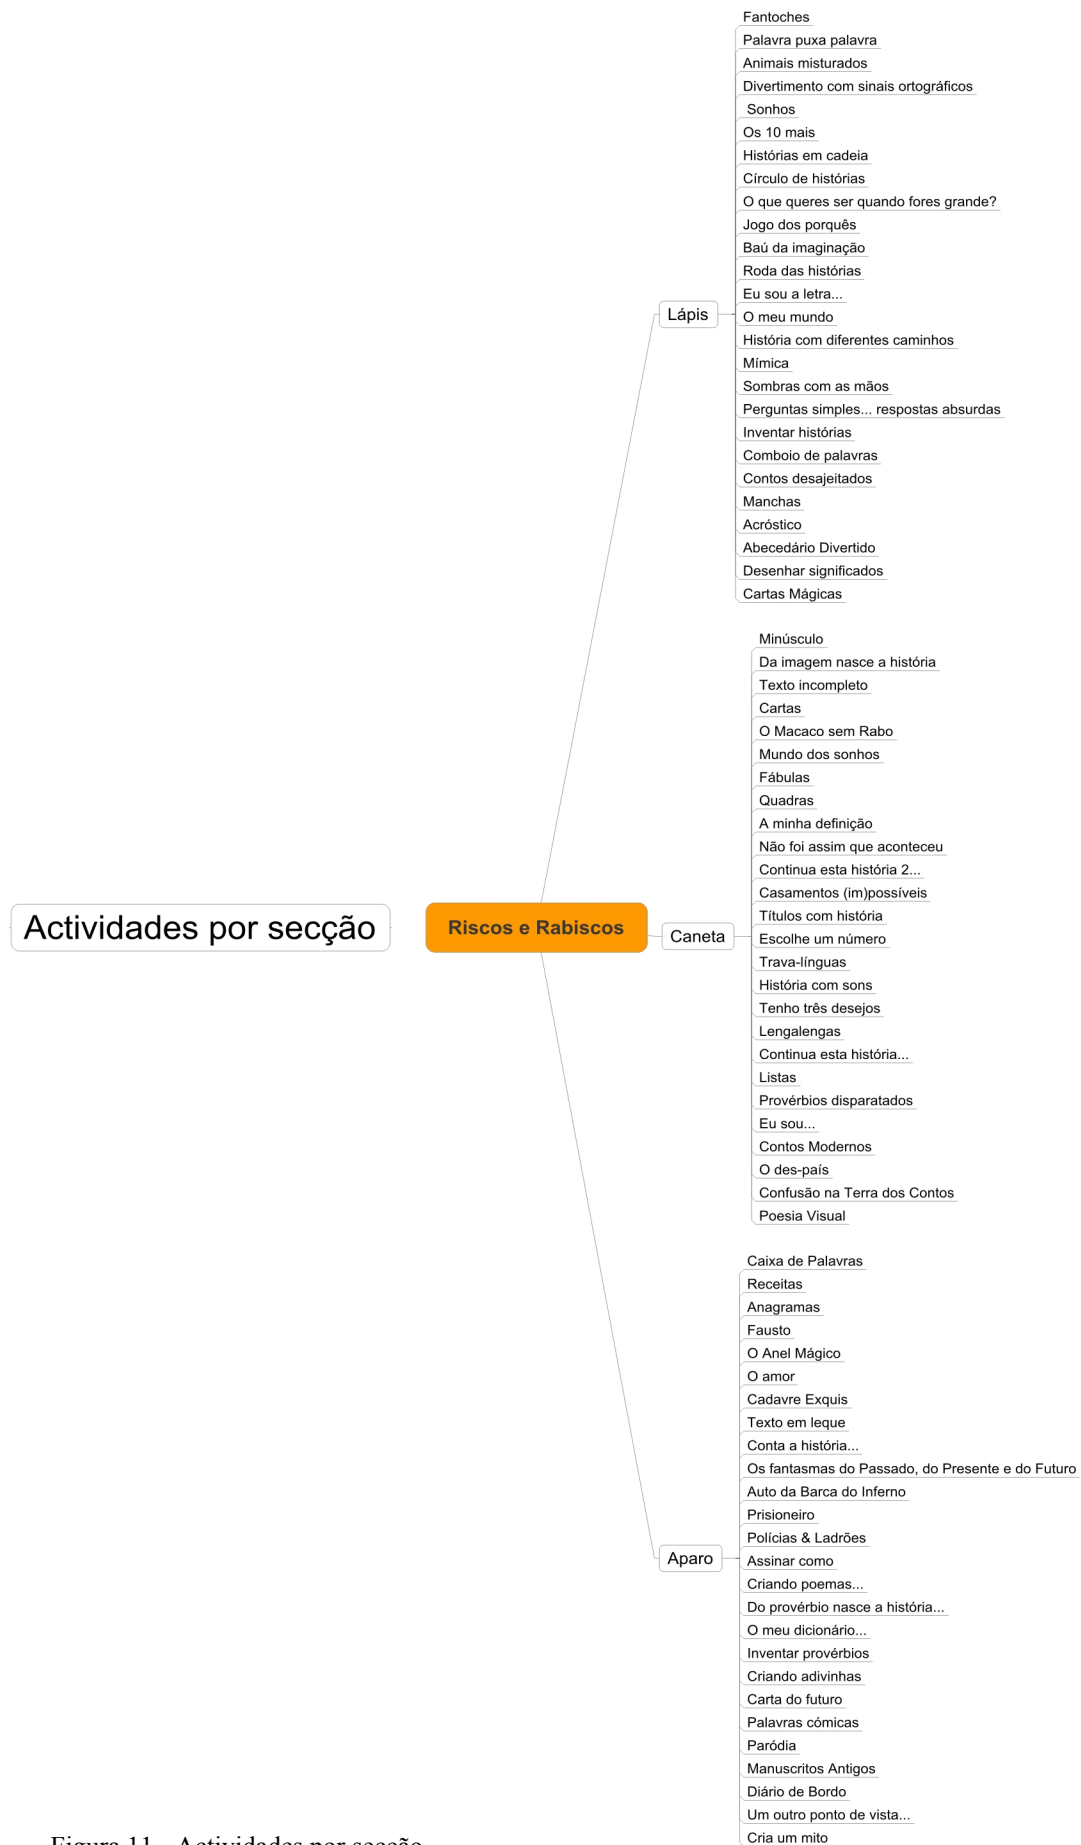 Actividades por secção
Riscos e Rabiscos
Lápis
Fantoches
Palavra puxa palavra
Animais misturados
Divertimento com sinais ortográficos
Sonhos
Os 10 mais
Histórias em cadeia
Círculo de histórias
O que queres ser quando fores grande?
Jogo dos porquês
Baú da imaginação
Roda das histórias
Eu sou a letra...
O meu mundo
História com diferentes caminhos
Mímica
Sombras com as mãos
Perguntas simples... respostas absurdas
Inventar histórias
Comboio de palavras
Contos desajeitados
Manchas
Acróstico
Abecedário Divertido
Desenhar significados
Cartas Mágicas
Caneta
Minúsculo
Da imagem nasce a história
Texto incompleto
Cartas
O Macaco sem Rabo
Mundo dos sonhos
Fábulas
Quadras
A minha definição
Não foi assim que aconteceu
Continua esta história 2...
Casamentos (im)possíveis
Títulos com história
Escolhe um número
Trava-línguas
História com sons
Tenho três desejos
Lengalengas
Continua esta história...
Listas
Provérbios disparatados
Eu sou...
Contos Modernos
O des-país
Confusão na Terra dos Contos
Poesia Visual
Aparo
Caixa de Palavras
Receitas
Anagramas
Fausto
O Anel Mágico
O amor
Cadavre Exquis
Texto em leque
Conta a história...
Os fantasmas do Passado, do Presente e do Futuro
Auto da Barca do Inferno
Prisioneiro
Polícias & Ladrões
Assinar como
Criando poemas...
Do provérbio nasce a história...
O meu dicionário...
Inventar provérbios
Criando adivinhas
Carta do futuro
Palavras cómicas
Paródia
Manuscritos Antigos
Diário de Bordo
Um outro ponto de vista...
Cria um mito
Figura 11 - Actividades por secção